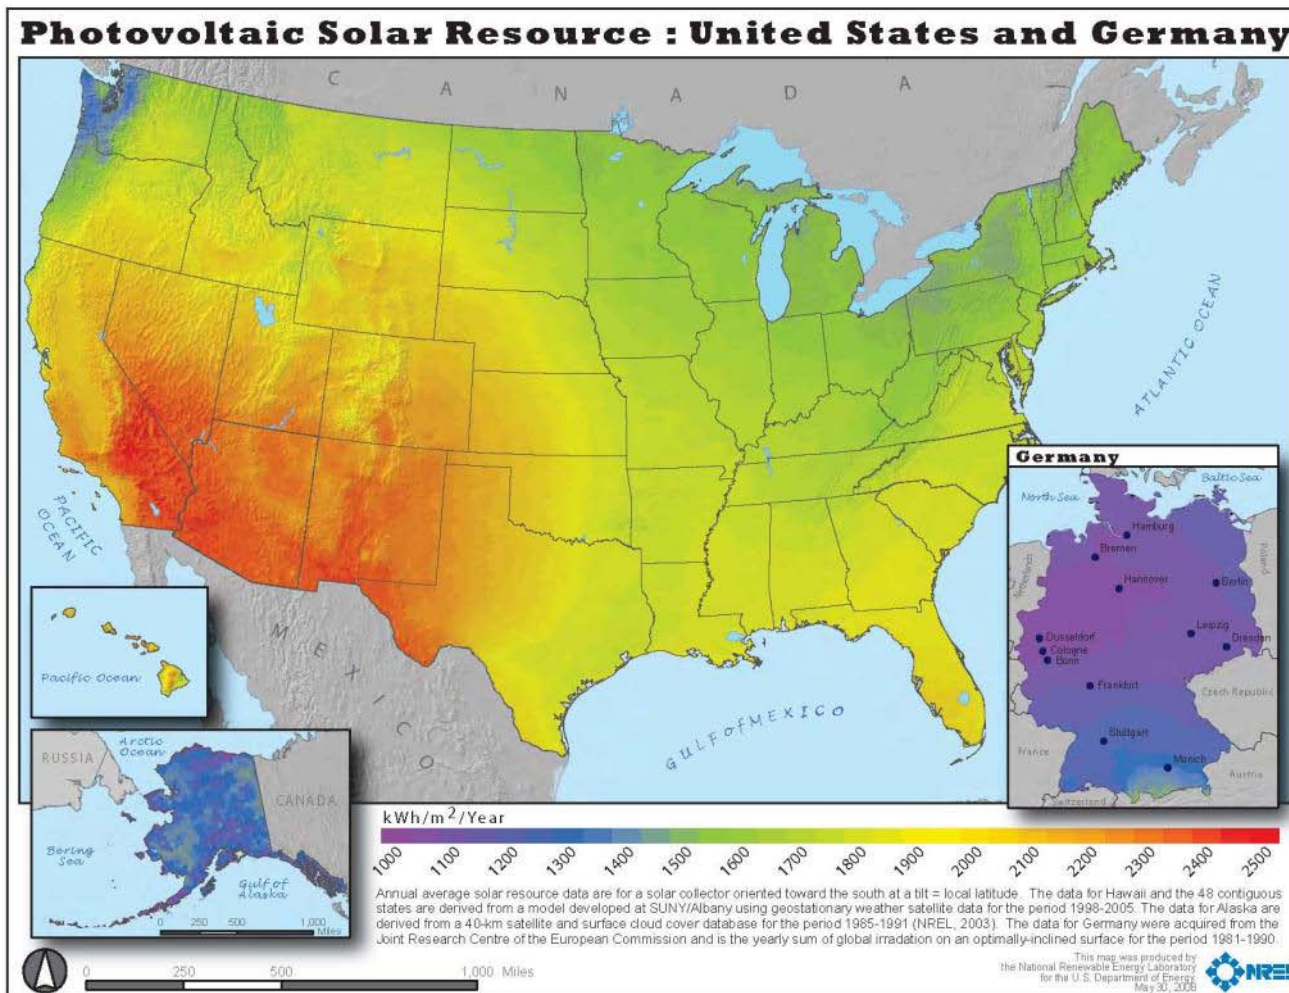 Photovoltaic Solar Resource : United States and Germany
C A N A D A
ATLANTIC OCEAN
PACIFIC
OCEAN
MEXICO
GULF of MEXICO
Pacific Ocean
Arctic
Ocean
RUSSIA
CANADA
Bering
Sea
Gulf of
Alaska
0 250 500 1,000
Miles
Germany
North Sea
Baltic Sea
Hamburg
Bremen
Netherlands
Poland
Hannover
Berlin
Leipzig
Dusseldorf
Dresden
Cologne
Bonn
Frankfurt
Czech Republic
Stuttgart
France
Munich
Austria
Switzerland
kWh/m²/Year
1000 1100 1200 1300 1400 1500 1600 1700 1800 1900 2000 2100 2200 2300 2400 2500
Annual average solar resource data are for a solar collector oriented toward the south at a tilt = local latitude. The data for Hawaii and the 48 contiguous
states are derived from a model developed at SUNY/Albany using geostationary weather satellite data for the period 1998-2005. The data for Alaska are
derived from a 40-km satellite and surface cloud cover database for the period 1985-1991 (NREL, 2003). The data for Germany were acquired from the
Joint Research Centre of the European Commission and is the yearly sum of global irradation on an optimally-inclined surface for the period 1981-1990.
0 250 500 1,000 Miles
This map was produced by
the National Renewable Energy Laboratory
for the U.S. Department of Energy.
May 30, 2008
NREL